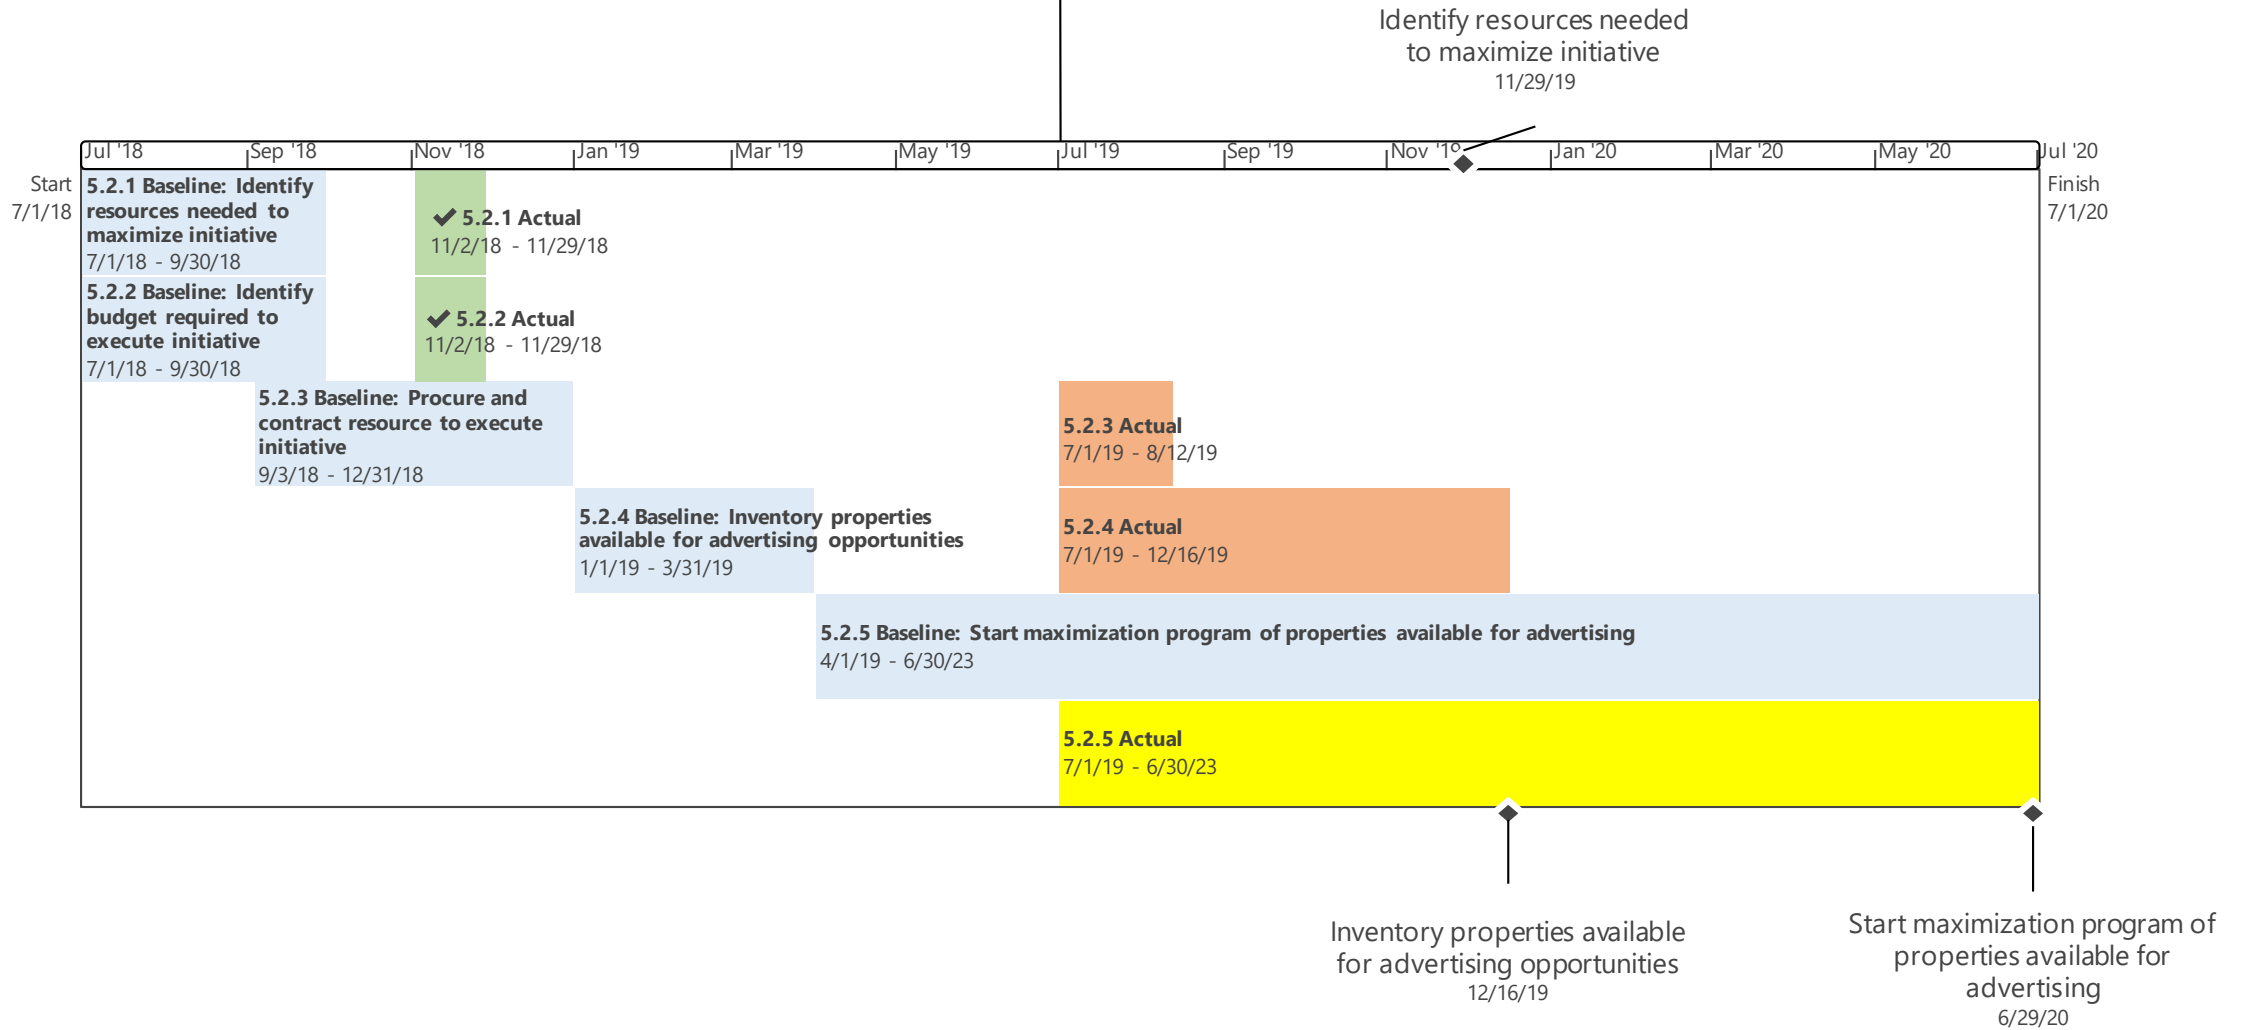 Identify resources needed
to maximize initiative
11/29/19
Jul '18
Sep '18
Nov '18
Jan '19
Mar '19
May '19
Jul '19
Sep '19
Nov '19
Jan '20
Mar '20
May '20
Jul '20
Start
7/1/18
Finish
7/1/20
5.2.1 Baseline: Identify
resources needed to
maximize initiative
7/1/18 - 9/30/18
✔ 5.2.1 Actual
11/2/18 - 11/29/18
5.2.2 Baseline: Identify
budget required to
execute initiative
7/1/18 - 9/30/18
✔ 5.2.2 Actual
11/2/18 - 11/29/18
5.2.3 Baseline: Procure and
contract resource to execute
initiative
9/3/18 - 12/31/18
5.2.3 Actual
7/1/19 - 8/12/19
5.2.4 Baseline: Inventory properties
available for advertising opportunities
1/1/19 - 3/31/19
5.2.4 Actual
7/1/19 - 12/16/19
5.2.5 Baseline: Start maximization program of properties available for advertising
4/1/19 - 6/30/23
5.2.5 Actual
7/1/19 - 6/30/23
Inventory properties available
for advertising opportunities
12/16/19
Start maximization program of
properties available for
advertising
6/29/20